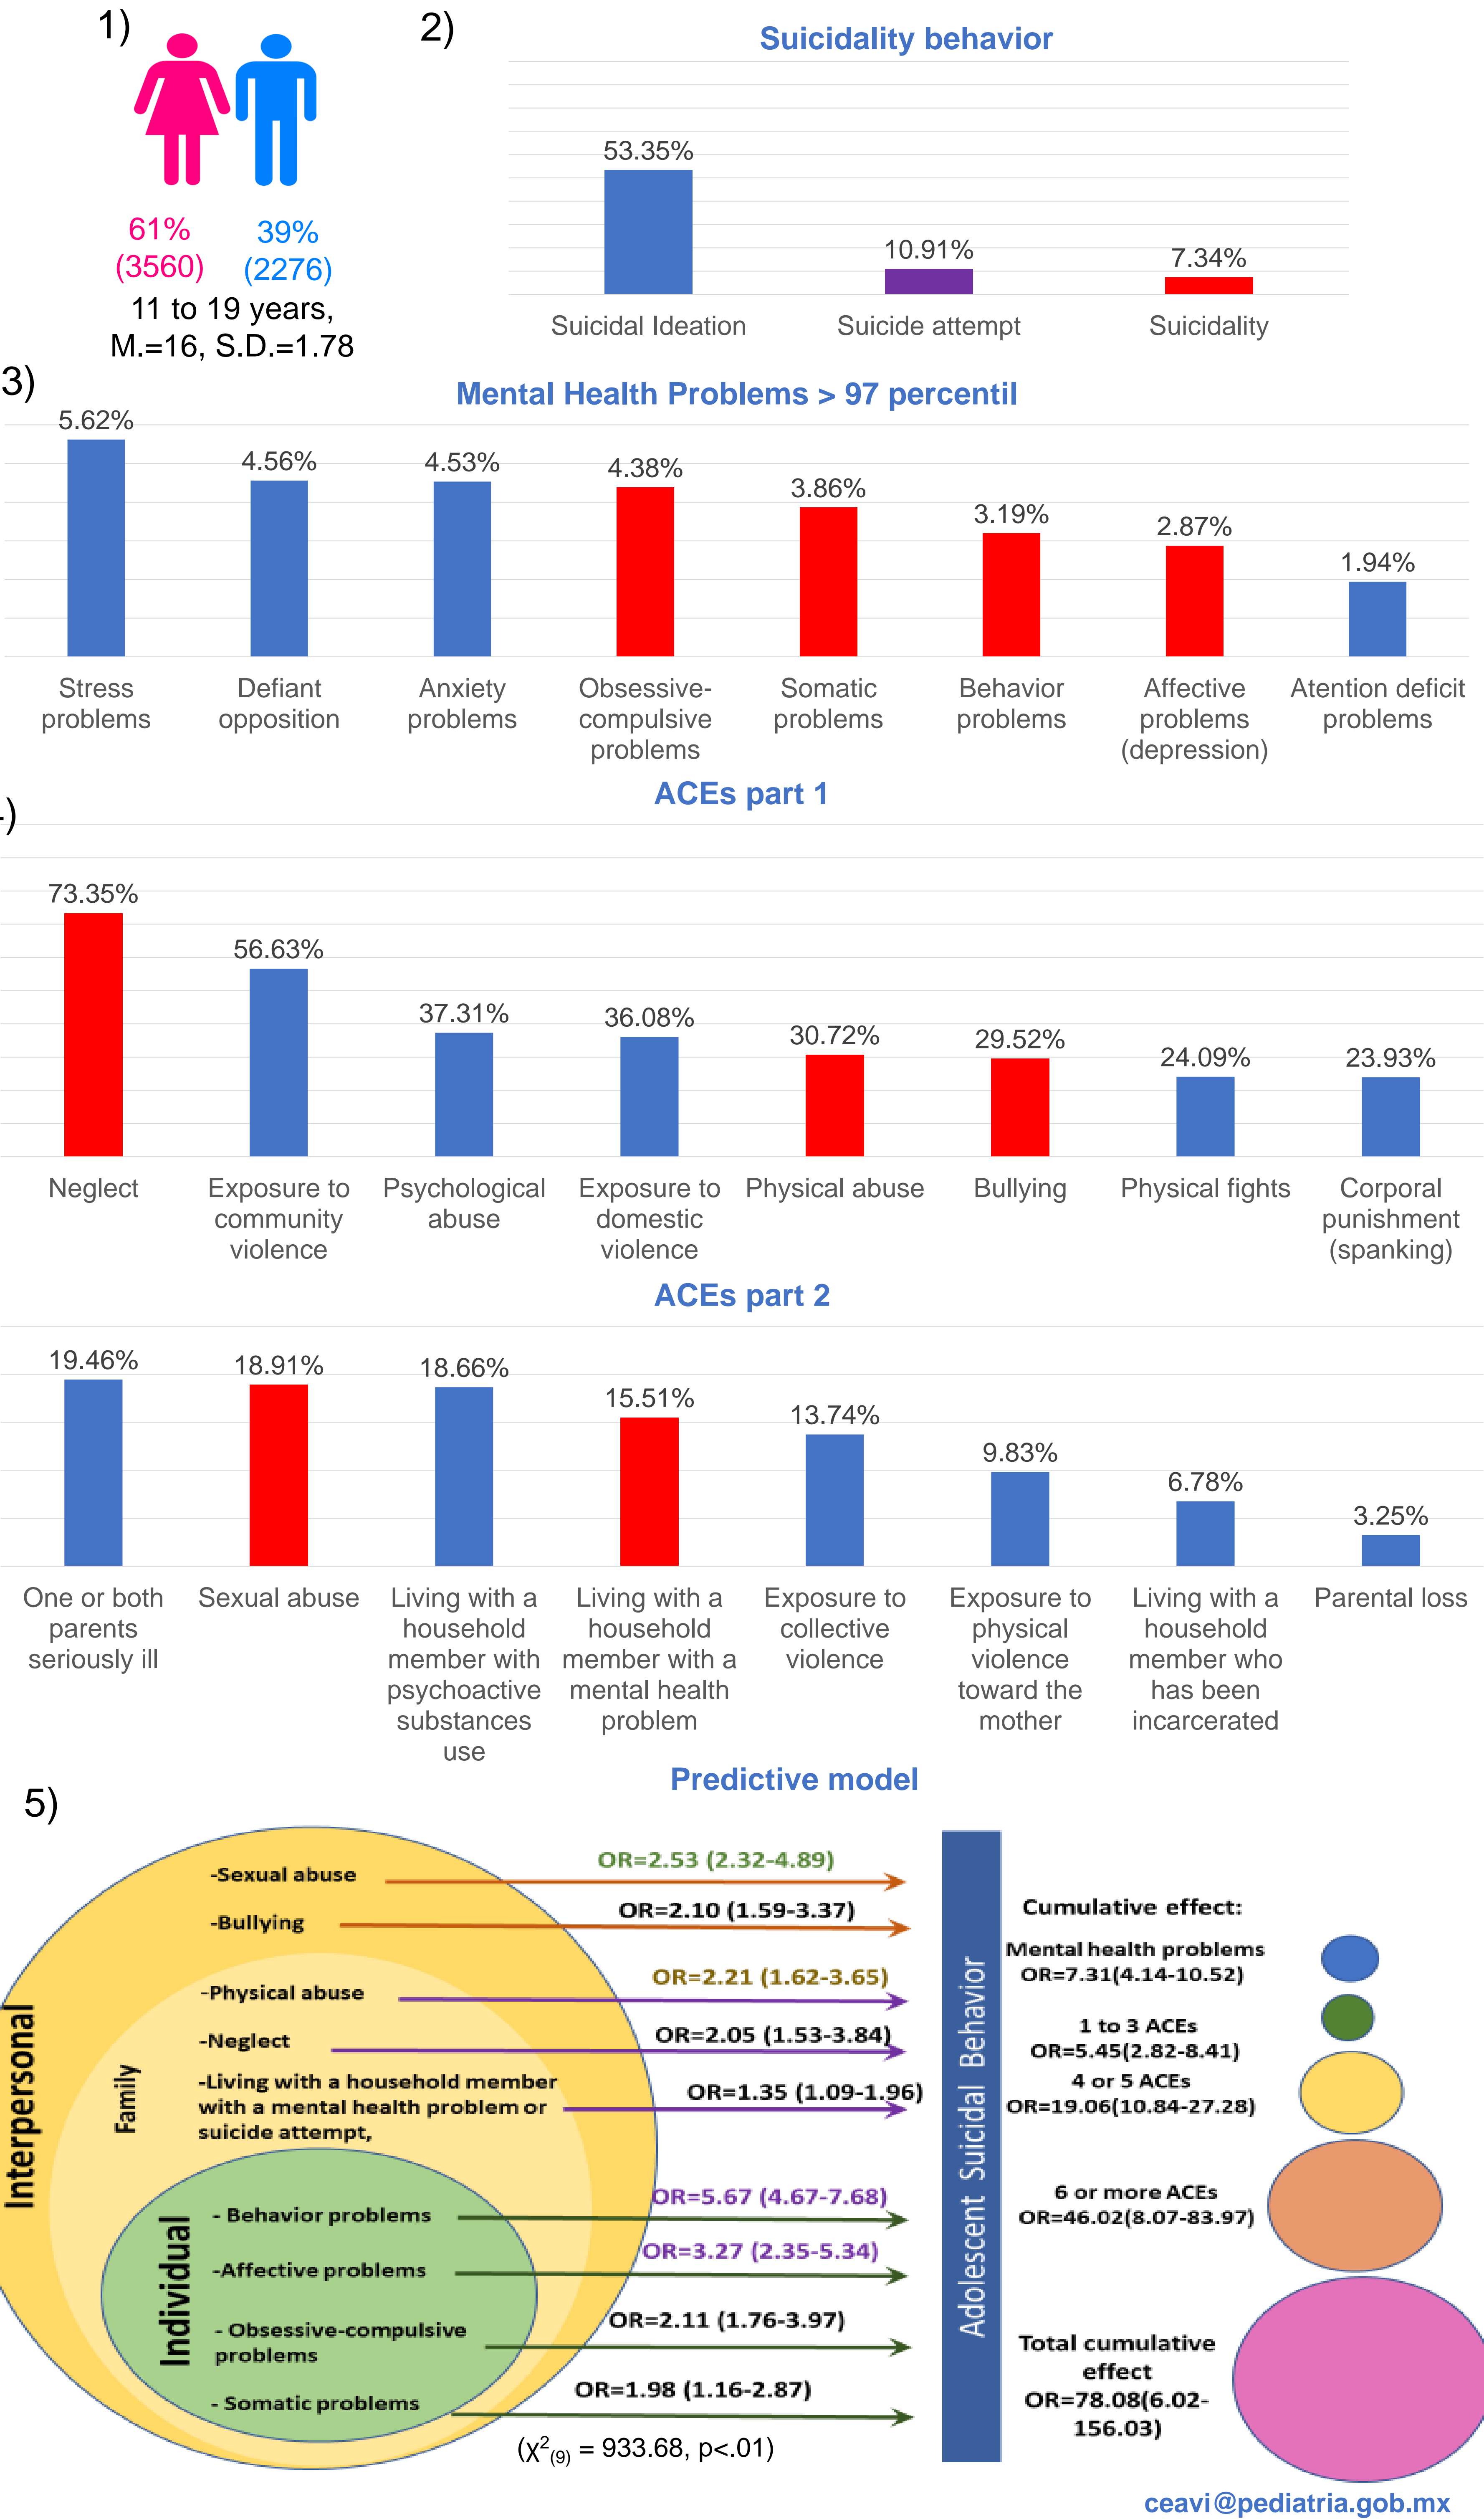 1)
61%
(3560)
39%
(2276)
11 to 19 years,
M.=16, S.D.=1.78
2)
Suicidality behavior
53.35%
10.91%
7.34%
Suicidal Ideation
Suicide attempt
Suicidality
3)
Mental Health Problems > 97 percentil
5.62%
4.56%
4.53%
4.38%
3.86%
3.19%
2.87%
1.94%
Stress
problems
Defiant
opposition
Anxiety
problems
Obsessive-
compulsive
problems
Somatic
problems
Behavior
problems
Affective
problems
(depression)
Atention deficit
problems
)
ACEs part 1
73.35%
56.63%
37.31%
36.08%
30.72%
29.52%
24.09%
23.93%
Neglect
Exposure to
community
violence
Psychological
abuse
Exposure to
domestic
violence
Physical abuse
Bullying
Physical fights
Corporal
punishment
(spanking)
ACEs part 2
19.46%
18.91%
18.66%
15.51%
13.74%
9.83%
6.78%
3.25%
One or both
parents
seriously ill
Sexual abuse
Living with a
household
member with
psychoactive
substances
use
Living with a
household
member with a
mental health
problem
Exposure to
collective
violence
Exposure to
physical
violence
toward the
mother
Living with a
household
member who
has been
incarcerated
Parental loss
Predictive model
5)
Interpersonal
-Sexual abuse
OR=2.53 (2.32-4.89)
-Bullying
OR=2.10 (1.59-3.37)
Family
-Physical abuse
OR=2.21 (1.62-3.65)
-Neglect
OR=2.05 (1.53-3.84)
-Living with a household member
with a mental health problem or
suicide attempt,
OR=1.35 (1.09-1.96)
Individual
- Behavior problems
OR=5.67 (4.67-7.68)
-Affective problems
OR=3.27 (2.35-5.34)
- Obsessive-compulsive
problems
OR=2.11 (1.76-3.97)
- Somatic problems
OR=1.98 (1.16-2.87)
(χ²(9) = 933.68, p<.01)
Adolescent Suicidal Behavior
Cumulative effect:
Mental health problems
OR=7.31(4.14-10.52)
1 to 3 ACEs
OR=5.45(2.82-8.41)
4 or 5 ACEs
OR=19.06(10.84-27.28)
6 or more ACEs
OR=46.02(8.07-83.97)
Total cumulative
effect
OR=78.08(6.02-
156.03)
ceavi@pediatria.gob.mx